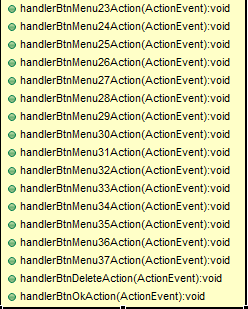 handlerBtnMenu23Action(ActionEvent):void
handlerBtnMenu24Action(ActionEvent):void
handlerBtnMenu25Action(ActionEvent):void
handlerBtnMenu26Action(ActionEvent):void
handlerBtnMenu27Action(ActionEvent):void
handlerBtnMenu28Action(ActionEvent):void
handlerBtnMenu29Action(ActionEvent):void
handlerBtnMenu30Action(ActionEvent):void
handlerBtnMenu31Action(ActionEvent):void
handlerBtnMenu32Action(ActionEvent):void
handlerBtnMenu33Action(ActionEvent):void
handlerBtnMenu34Action(ActionEvent):void
handlerBtnMenu35Action(ActionEvent):void
handlerBtnMenu36Action(ActionEvent):void
handlerBtnMenu37Action(ActionEvent):void
handlerBtnDeleteAction(ActionEvent):void
handlerBtnOkAction(ActionEvent):void